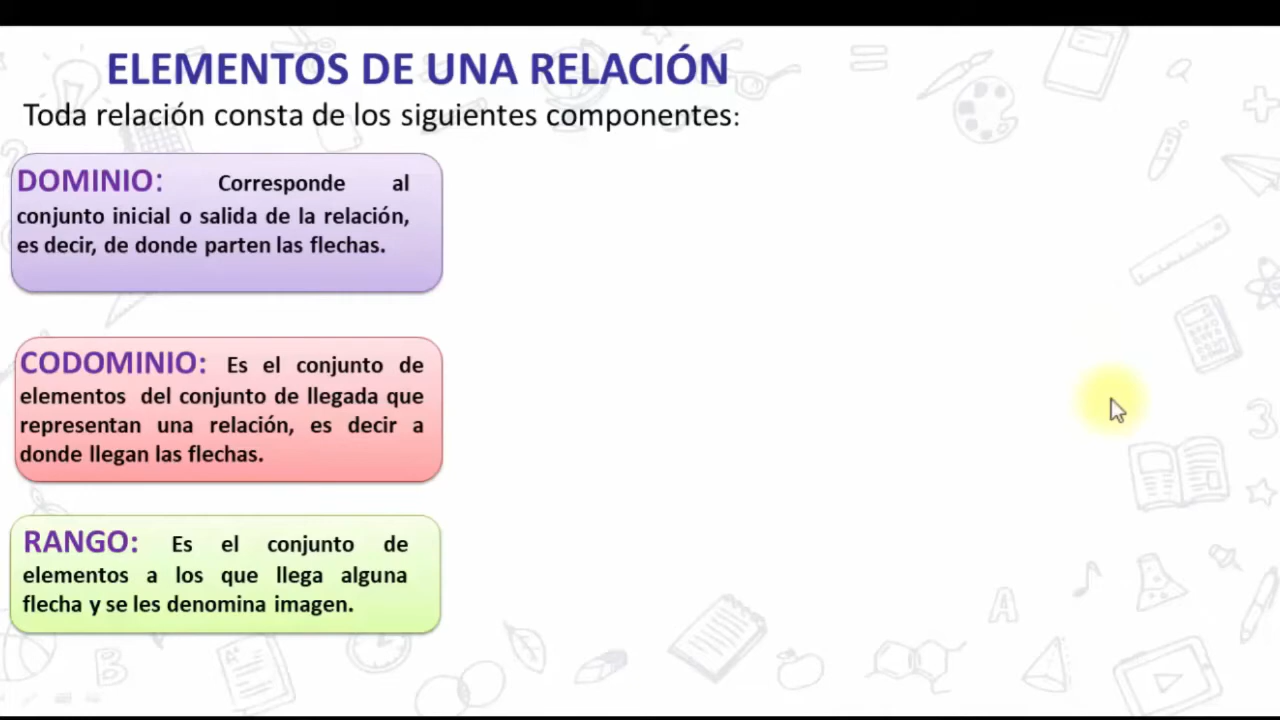 ELEMENTOS DE UNA RELACIÓN
Toda relación consta de los siguientes componentes:
DOMINIO: Corresponde al
conjunto inicial o salida de la relación,
es decir, de donde parten las flechas.
CODOMINIO: Es el conjunto de
elementos del conjunto de llegada que
representan una relación, es decir a
donde llegan las flechas.
RANGO: Es el conjunto de
elementos a los que llega alguna
flecha y se les denomina imagen.